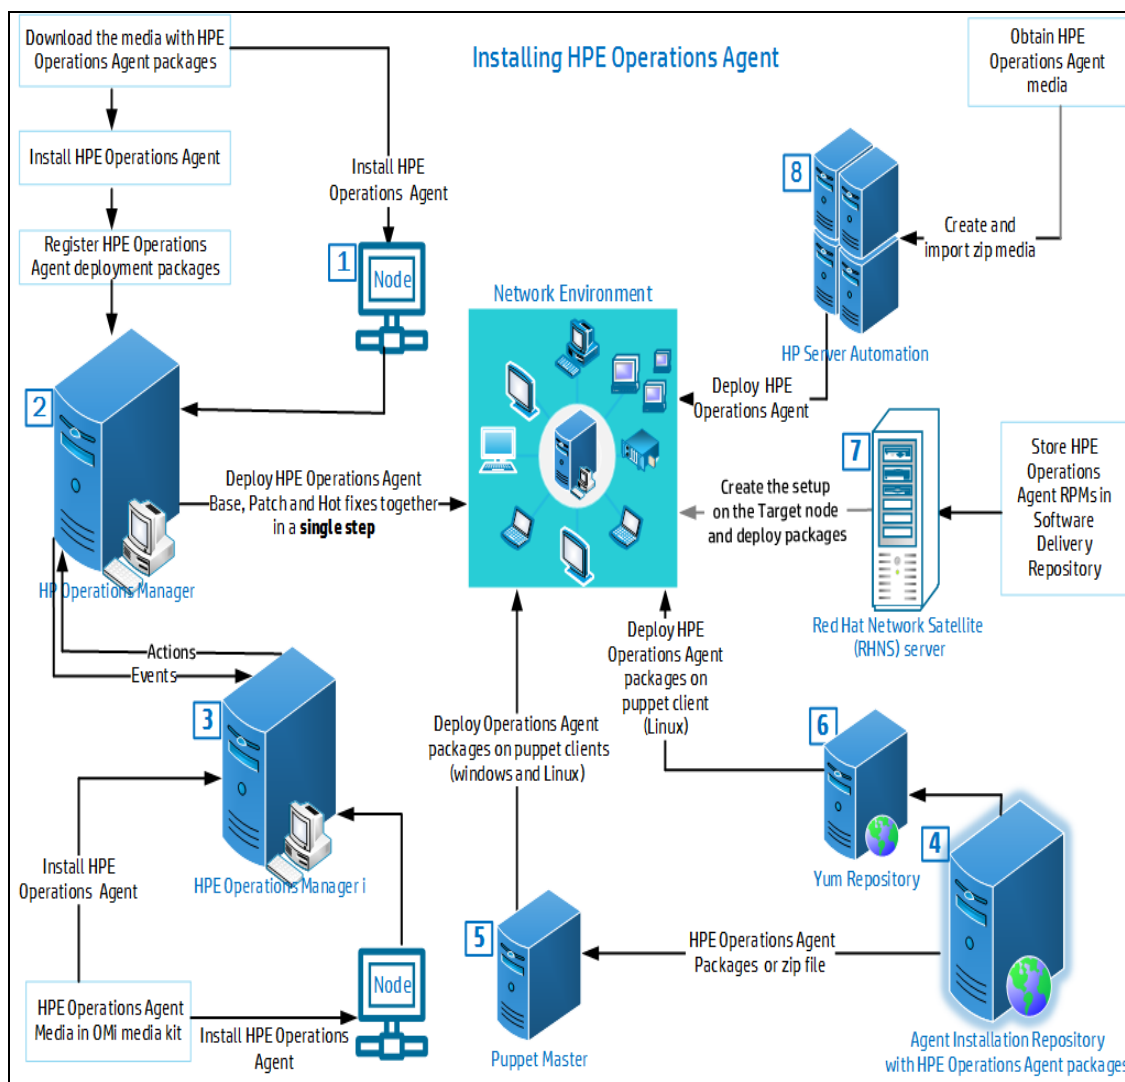 Installing HPE Operations Agent
Download the media with HPE
Operations Agent packages
Install HPE Operations Agent
Register HPE Operations
Agent deployment packages
Install HPE
Operations Agent
1
Node
2
HP Operations Manager
Deploy HPE Operations Agent
Base, Patch and Hot fixes together
in a single step
Network Environment
Obtain HPE
Operations Agent
media
8
Create and
import zip media
HP Server Automation
Deploy HPE
Operations Agent
7
Create the setup
on the Target node
and deploy packages
Store HPE
Operations
Agent RPMs in
Software
Delivery
Repository
Red Hat Network Satellite
(RHNS) server
Actions
Events
3
HPE Operations Manager i
Install HPE
Operations Agent
HPE Operations Agent
Media in OMi media kit
Install HPE Operations
Agent
Node
Deploy Operations Agent
packages on puppet clients
(windows and Linux)
Deploy HPE
Operations Agent
packages on
puppet client
(Linux)
6
Yum Repository
4
5
HPE Operations Agent
Packages or zip file
Puppet Master
Agent Installation Repository
with HPE Operations Agent packages